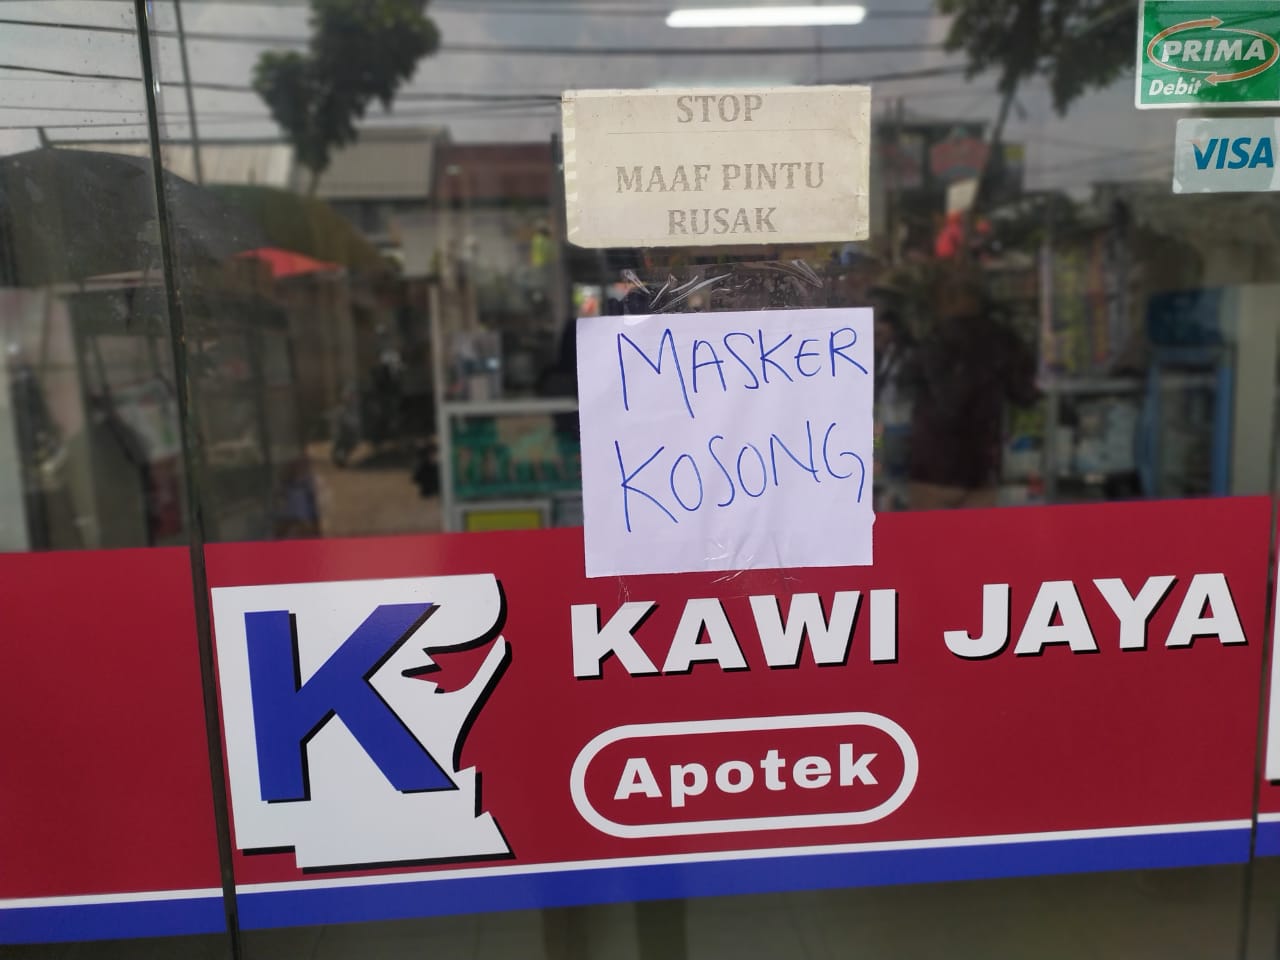 PRIMA
Debit
VISA
STOP
MAAF PINTU
RUSAK
MASKER
KOSONG
K
KAWI JAYA
Apotek